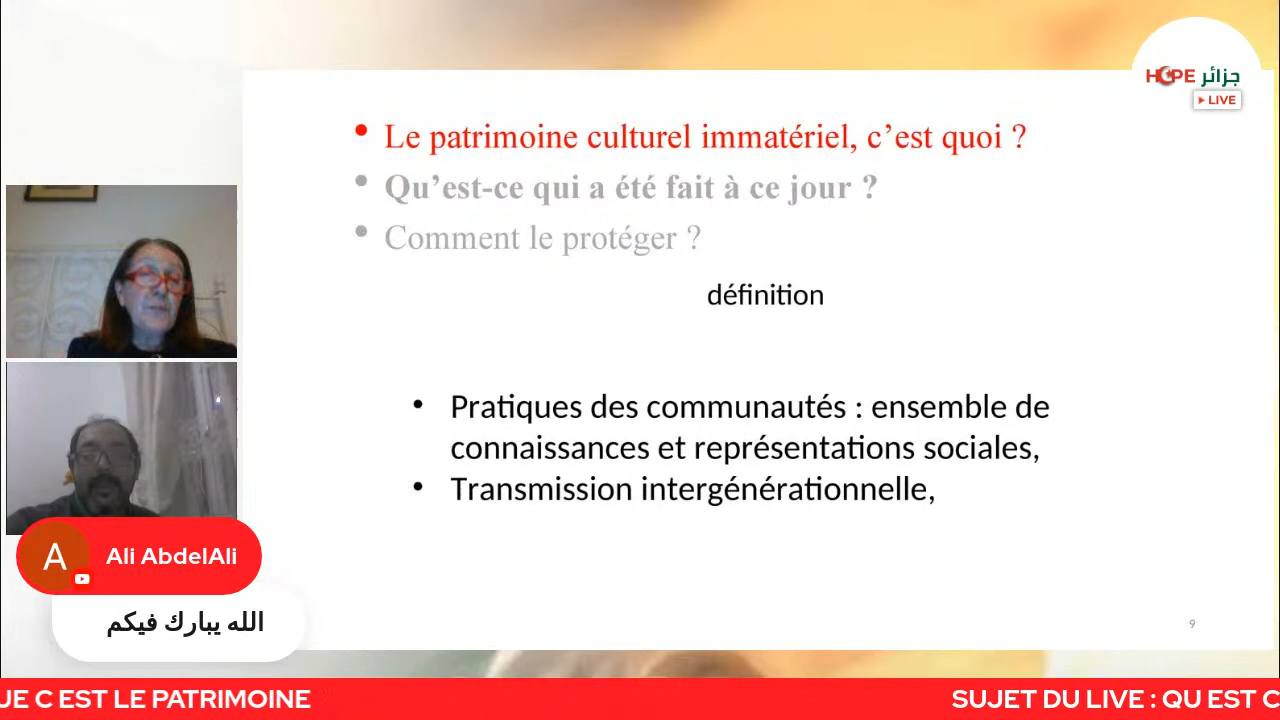 HOPE جزائر
LIVE
• Le patrimoine culturel immatériel, c’est quoi ?
• Qu’est-ce qui a été fait à ce jour ?
• Comment le protéger ?
définition
• Pratiques des communautés : ensemble de
connaissances et représentations sociales,
• Transmission intergénérationnelle,
A Ali AbdelAli
الله يبارك فيكم
9
UE C EST LE PATRIMOINE
SUJET DU LIVE : QU EST C